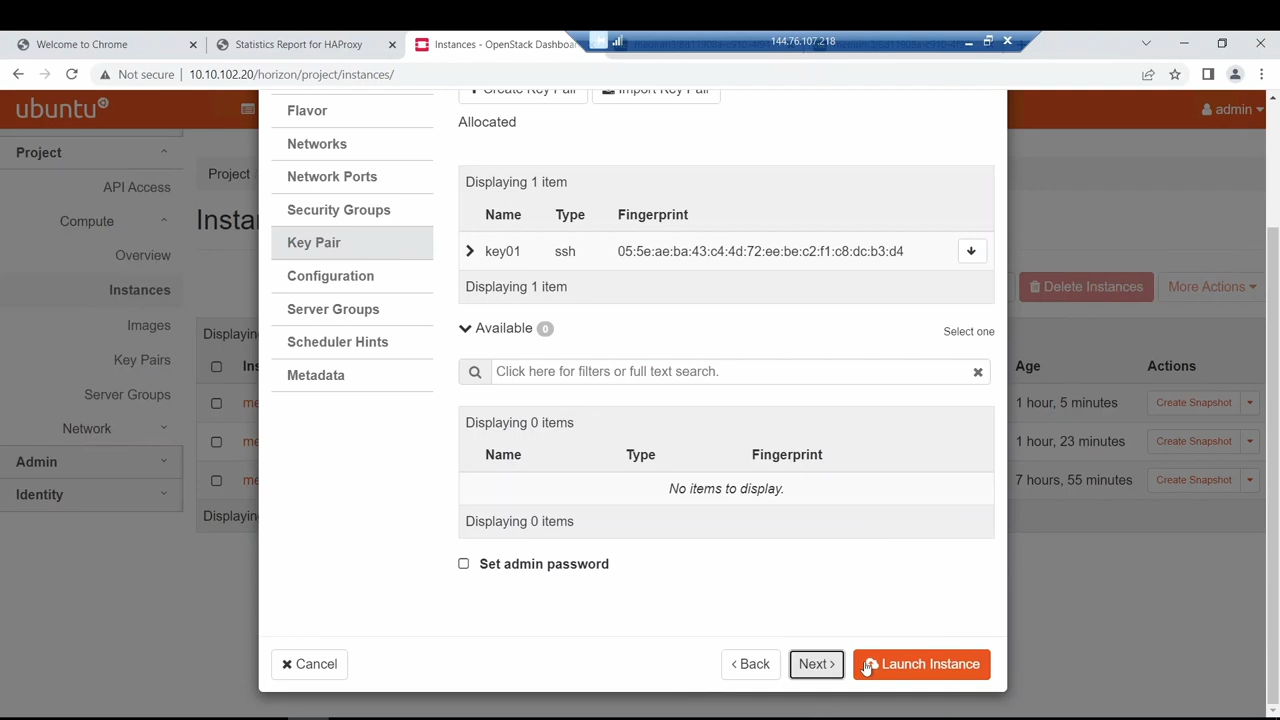 Welcome to Chrome
Statistics Report for HAProxy
Instances - OpenStack Dashboa
144.76.107.218
Not secure
10.10.102.20/horizon/project/instances/
ubuntu
admin
Project
API Access
Compute
Overview
Instances
Images
Key Pairs
Server Groups
Network
Admin
Identity
Project
Instan
Displaying
Ins
me
me
me
Displaying
Flavor
Networks
Network Ports
Security Groups
Key Pair
Configuration
Server Groups
Scheduler Hints
Metadata
Create Key Pair
Import Key Pair
Allocated
Displaying 1 item
Name Type Fingerprint
key01 ssh 05:5e:ae:ba:43:c4:4d:72:ee:be:c2:f1:c8:dc:b3:d4
Displaying 1 item
Available 0
Select one
Click here for filters or full text search.
Displaying 0 items
Name Type Fingerprint
No items to display.
Displaying 0 items
Set admin password
Cancel
< Back
Next >
Launch Instance
Delete Instances
More Actions
Age Actions
1 hour, 5 minutes Create Snapshot
1 hour, 23 minutes Create Snapshot
7 hours, 55 minutes Create Snapshot